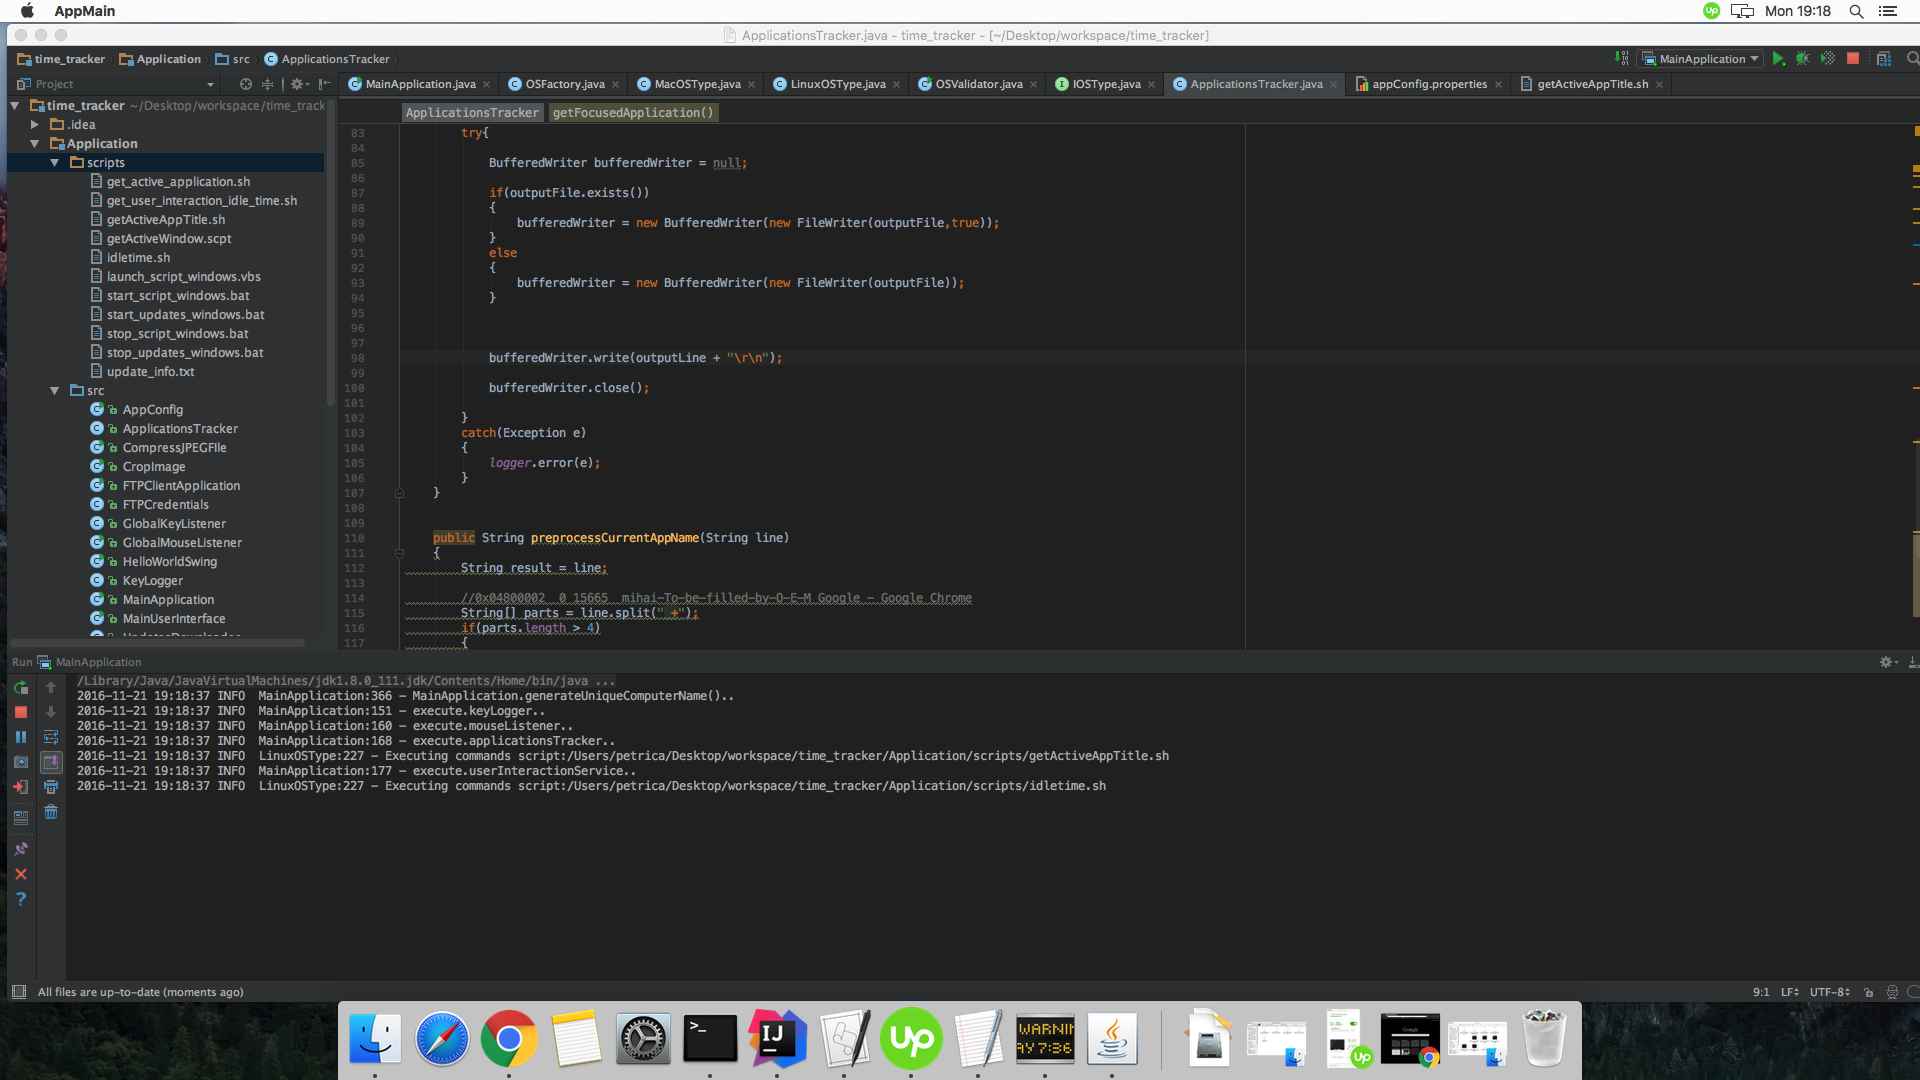 AppMain
Up
Mon 19:18
ApplicationsTracker.java - time_tracker - [~/Desktop/workspace/time_tracker]
time_tracker Application src ApplicationsTracker
MainApplication
Project
MainApplication.java OSFactory.java MacOSType.java LinuxOSType.java OSValidator.java IOSType.java ApplicationsTracker.java appConfig.properties getActiveAppTitle.sh
ApplicationsTracker getFocusedApplication()
time_tracker ~/Desktop/workspace/time_track
.idea
Application
scripts
get_active_application.sh
get_user_interaction_idle_time.sh
getActiveAppTitle.sh
getActiveWindow.scpt
idletime.sh
launch_script_windows.vbs
start_script_windows.bat
start_updates_windows.bat
stop_script_windows.bat
stop_updates_windows.bat
update_info.txt
src
AppConfig
ApplicationsTracker
CompressJPEGFIle
CropImage
FTPClientApplication
FTPCredentials
GlobalKeyListener
GlobalMouseListener
HelloWorldSwing
KeyLogger
MainApplication
MainUserInterface
83 try{
84
85 BufferedWriter bufferedWriter = null;
86
87 if(outputFile.exists())
88 {
89 bufferedWriter = new BufferedWriter(new FileWriter(outputFile,true));
90 }
91 else
92 {
93 bufferedWriter = new BufferedWriter(new FileWriter(outputFile));
94 }
95
96
97
98 bufferedWriter.write(outputLine + "\r\n");
99
100 bufferedWriter.close();
101
102 }
103 catch(Exception e)
104 {
105 logger.error(e);
106 }
107 }
108
109
110 public String preprocessCurrentAppName(String line)
111 {
112 String result = line;
113
114 //0x04800002 0 15665 mihai-To-be-filled-by-O-E-M Google - Google Chrome
115 String[] parts = line.split(" +");
116 if(parts.length > 4)
117 {
Run MainApplication
/Library/Java/JavaVirtualMachines/jdk1.8.0_111.jdk/Contents/Home/bin/java ...
2016-11-21 19:18:37 INFO MainApplication:366 - MainApplication.generateUniqueComputerName()..
2016-11-21 19:18:37 INFO MainApplication:151 - execute.keyLogger..
2016-11-21 19:18:37 INFO MainApplication:160 - execute.mouseListener..
2016-11-21 19:18:37 INFO MainApplication:168 - execute.applicationsTracker..
2016-11-21 19:18:37 INFO LinuxOSType:227 - Executing commands script:/Users/petrica/Desktop/workspace/time_tracker/Application/scripts/getActiveAppTitle.sh
2016-11-21 19:18:37 INFO MainApplication:177 - execute.userInteractionService..
2016-11-21 19:18:37 INFO LinuxOSType:227 - Executing commands script:/Users/petrica/Desktop/workspace/time_tracker/Application/scripts/idletime.sh
All files are up-to-date (moments ago)
9:1 LF UTF-8
>_
IJ
Up
WARNIN
AY 7:36
Up